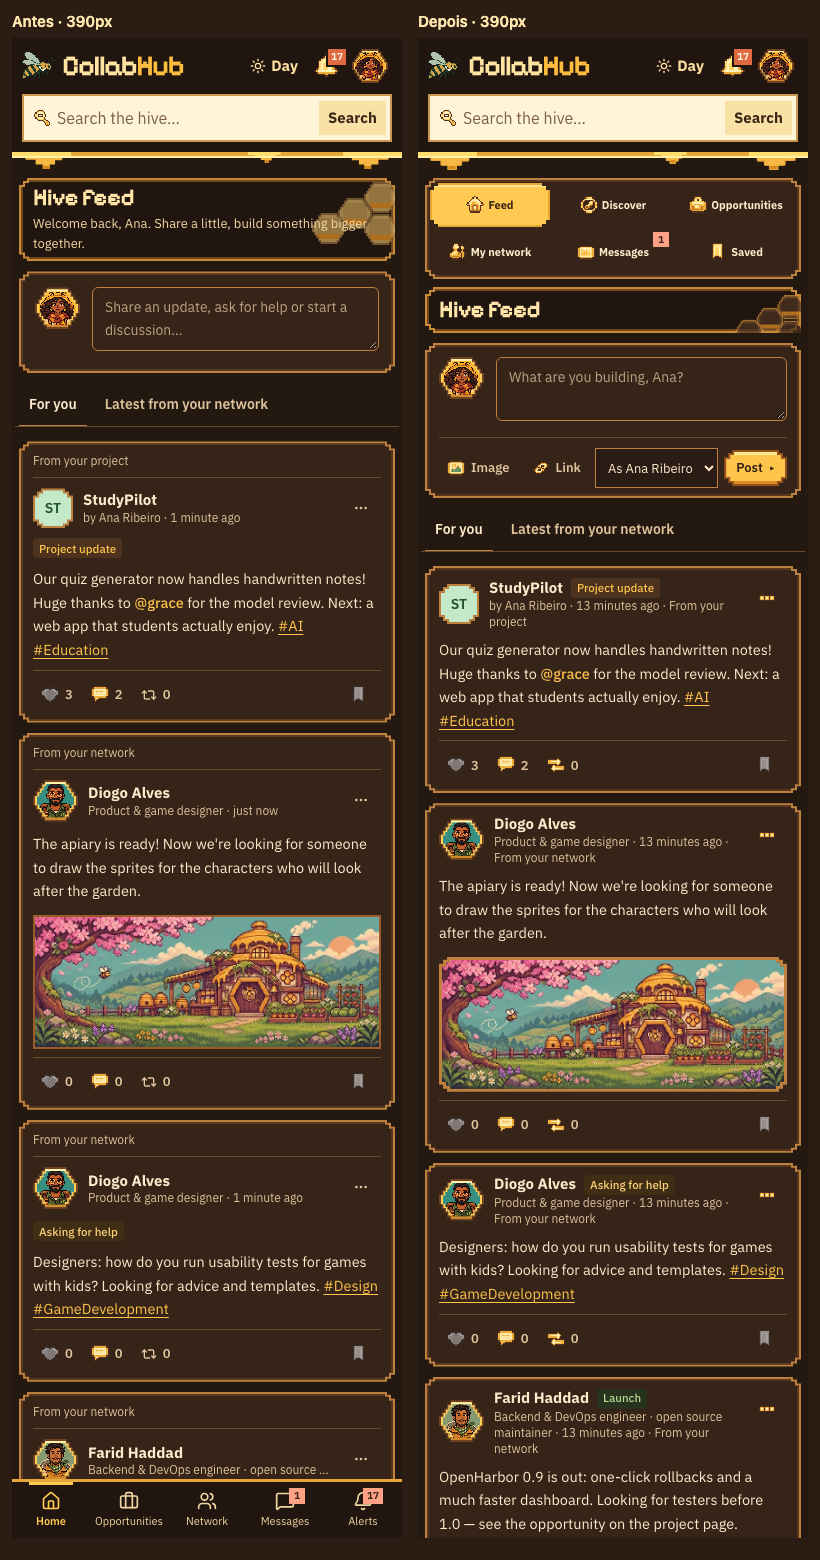 Antes · 390px
CollabHub
Day
17
Search the hive...
Search
Hive Feed
Welcome back, Ana. Share a little, build something bigger,
together.
Share an update, ask for help or start a
discussion...
For you
Latest from your network
From your project
ST
StudyPilot
by Ana Ribeiro · 1 minute ago
Project update
Our quiz generator now handles handwritten notes!
Huge thanks to @grace for the model review. Next: a
web app that students actually enjoy. #AI
#Education
3
2
0
From your network
Diogo Alves
Product & game designer · just now
The apiary is ready! Now we're looking for someone
to draw the sprites for the characters who will look
after the garden.
0
0
0
From your network
Diogo Alves
Product & game designer · 1 minute ago
Asking for help
Designers: how do you run usability tests for games
with kids? Looking for advice and templates. #Design
#GameDevelopment
0
0
0
From your network
Farid Haddad
Backend & DevOps engineer · open source ...
Home
Opportunities
Network
1
Messages
17
Alerts
Depois · 390px
CollabHub
Day
17
Search the hive...
Search
Feed
Discover
Opportunities
My network
Messages
1
Saved
Hive Feed
What are you building, Ana?
Image
Link
As Ana Ribeiro
Post
For you
Latest from your network
ST
StudyPilot
Project update
by Ana Ribeiro · 13 minutes ago · From your
project
Our quiz generator now handles handwritten notes!
Huge thanks to @grace for the model review. Next: a
web app that students actually enjoy. #AI
#Education
3
2
0
Diogo Alves
Product & game designer · 13 minutes ago ·
From your network
The apiary is ready! Now we're looking for someone
to draw the sprites for the characters who will look
after the garden.
0
0
0
Diogo Alves
Asking for help
Product & game designer · 13 minutes ago ·
From your network
Designers: how do you run usability tests for games
with kids? Looking for advice and templates. #Design
#GameDevelopment
0
0
0
Farid Haddad
Launch
Backend & DevOps engineer · open source
maintainer · 13 minutes ago · From your
network
OpenHarbor 0.9 is out: one-click rollbacks and a
much faster dashboard. Looking for testers before
1.0 — see the opportunity on the project page.